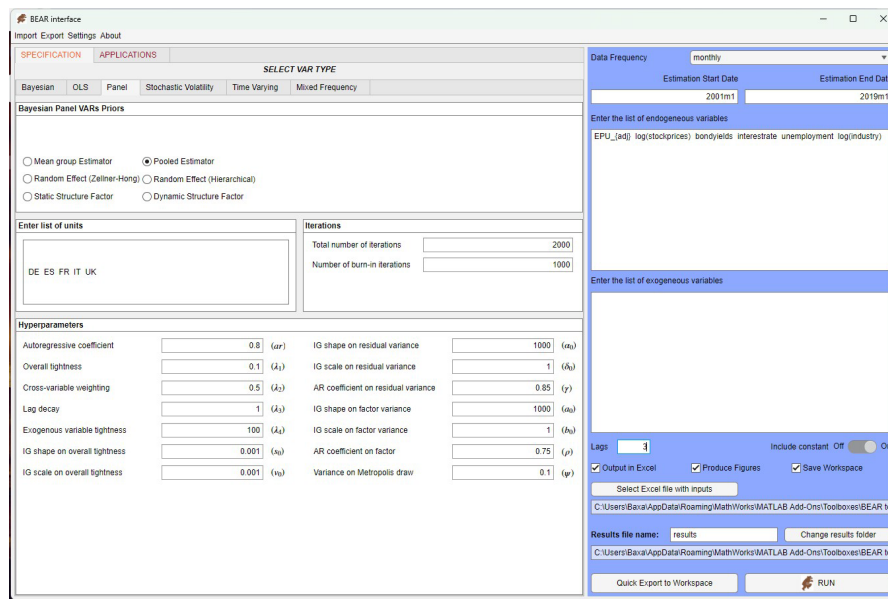 BEAR interface
Import Export Settings About
SPECIFICATION APPLICATIONS
SELECT VAR TYPE
Bayesian OLS Panel Stochastic Volatility Time Varying Mixed Frequency
Bayesian Panel VARs Priors
Mean group Estimator Pooled Estimator
Random Effect (Zellner-Hong) Random Effect (Hierarchical)
Static Structure Factor Dynamic Structure Factor
Enter list of units
DE ES FR IT UK
Iterations
Total number of iterations 2000
Number of burn-in iterations 1000
Hyperparameters
Autoregressive coefficient 0.8 (ar) IG shape on residual variance 1000 (α₀)
Overall tightness 0.1 (λ₁) IG scale on residual variance 1 (δ₀)
Cross-variable weighting 0.5 (λ₂) AR coefficient on residual variance 0.85 (γ)
Lag decay 1 (λ₃) IG shape on factor variance 1000 (a₀)
Exogenous variable tightness 100 (λ₄) IG scale on factor variance 1 (b₀)
IG shape on overall tightness 0.001 (s₀) AR coefficient on factor 0.75 (ρ)
IG scale on overall tightness 0.001 (v₀) Variance on Metropolis draw 0.1 (ψ)
Data Frequency monthly
Estimation Start Date Estimation End Dat
2001m1 2019m1
Enter the list of endogeneous variables
EPU_{adj} log(stockprices) bondyields interestrate unemployment log(industry)
Enter the list of exogeneous variables
Lags 3 Include constant Off O
Output in Excel Produce Figures Save Workspace
Select Excel file with inputs
C:\Users\Baxa\AppData\Roaming\MathWorks\MATLAB Add-Ons\Toolboxes\BEAR to
Results file name: results Change results folder
C:\Users\Baxa\AppData\Roaming\MathWorks\MATLAB Add-Ons\Toolboxes\BEAR to
Quick Export to Workspace RUN